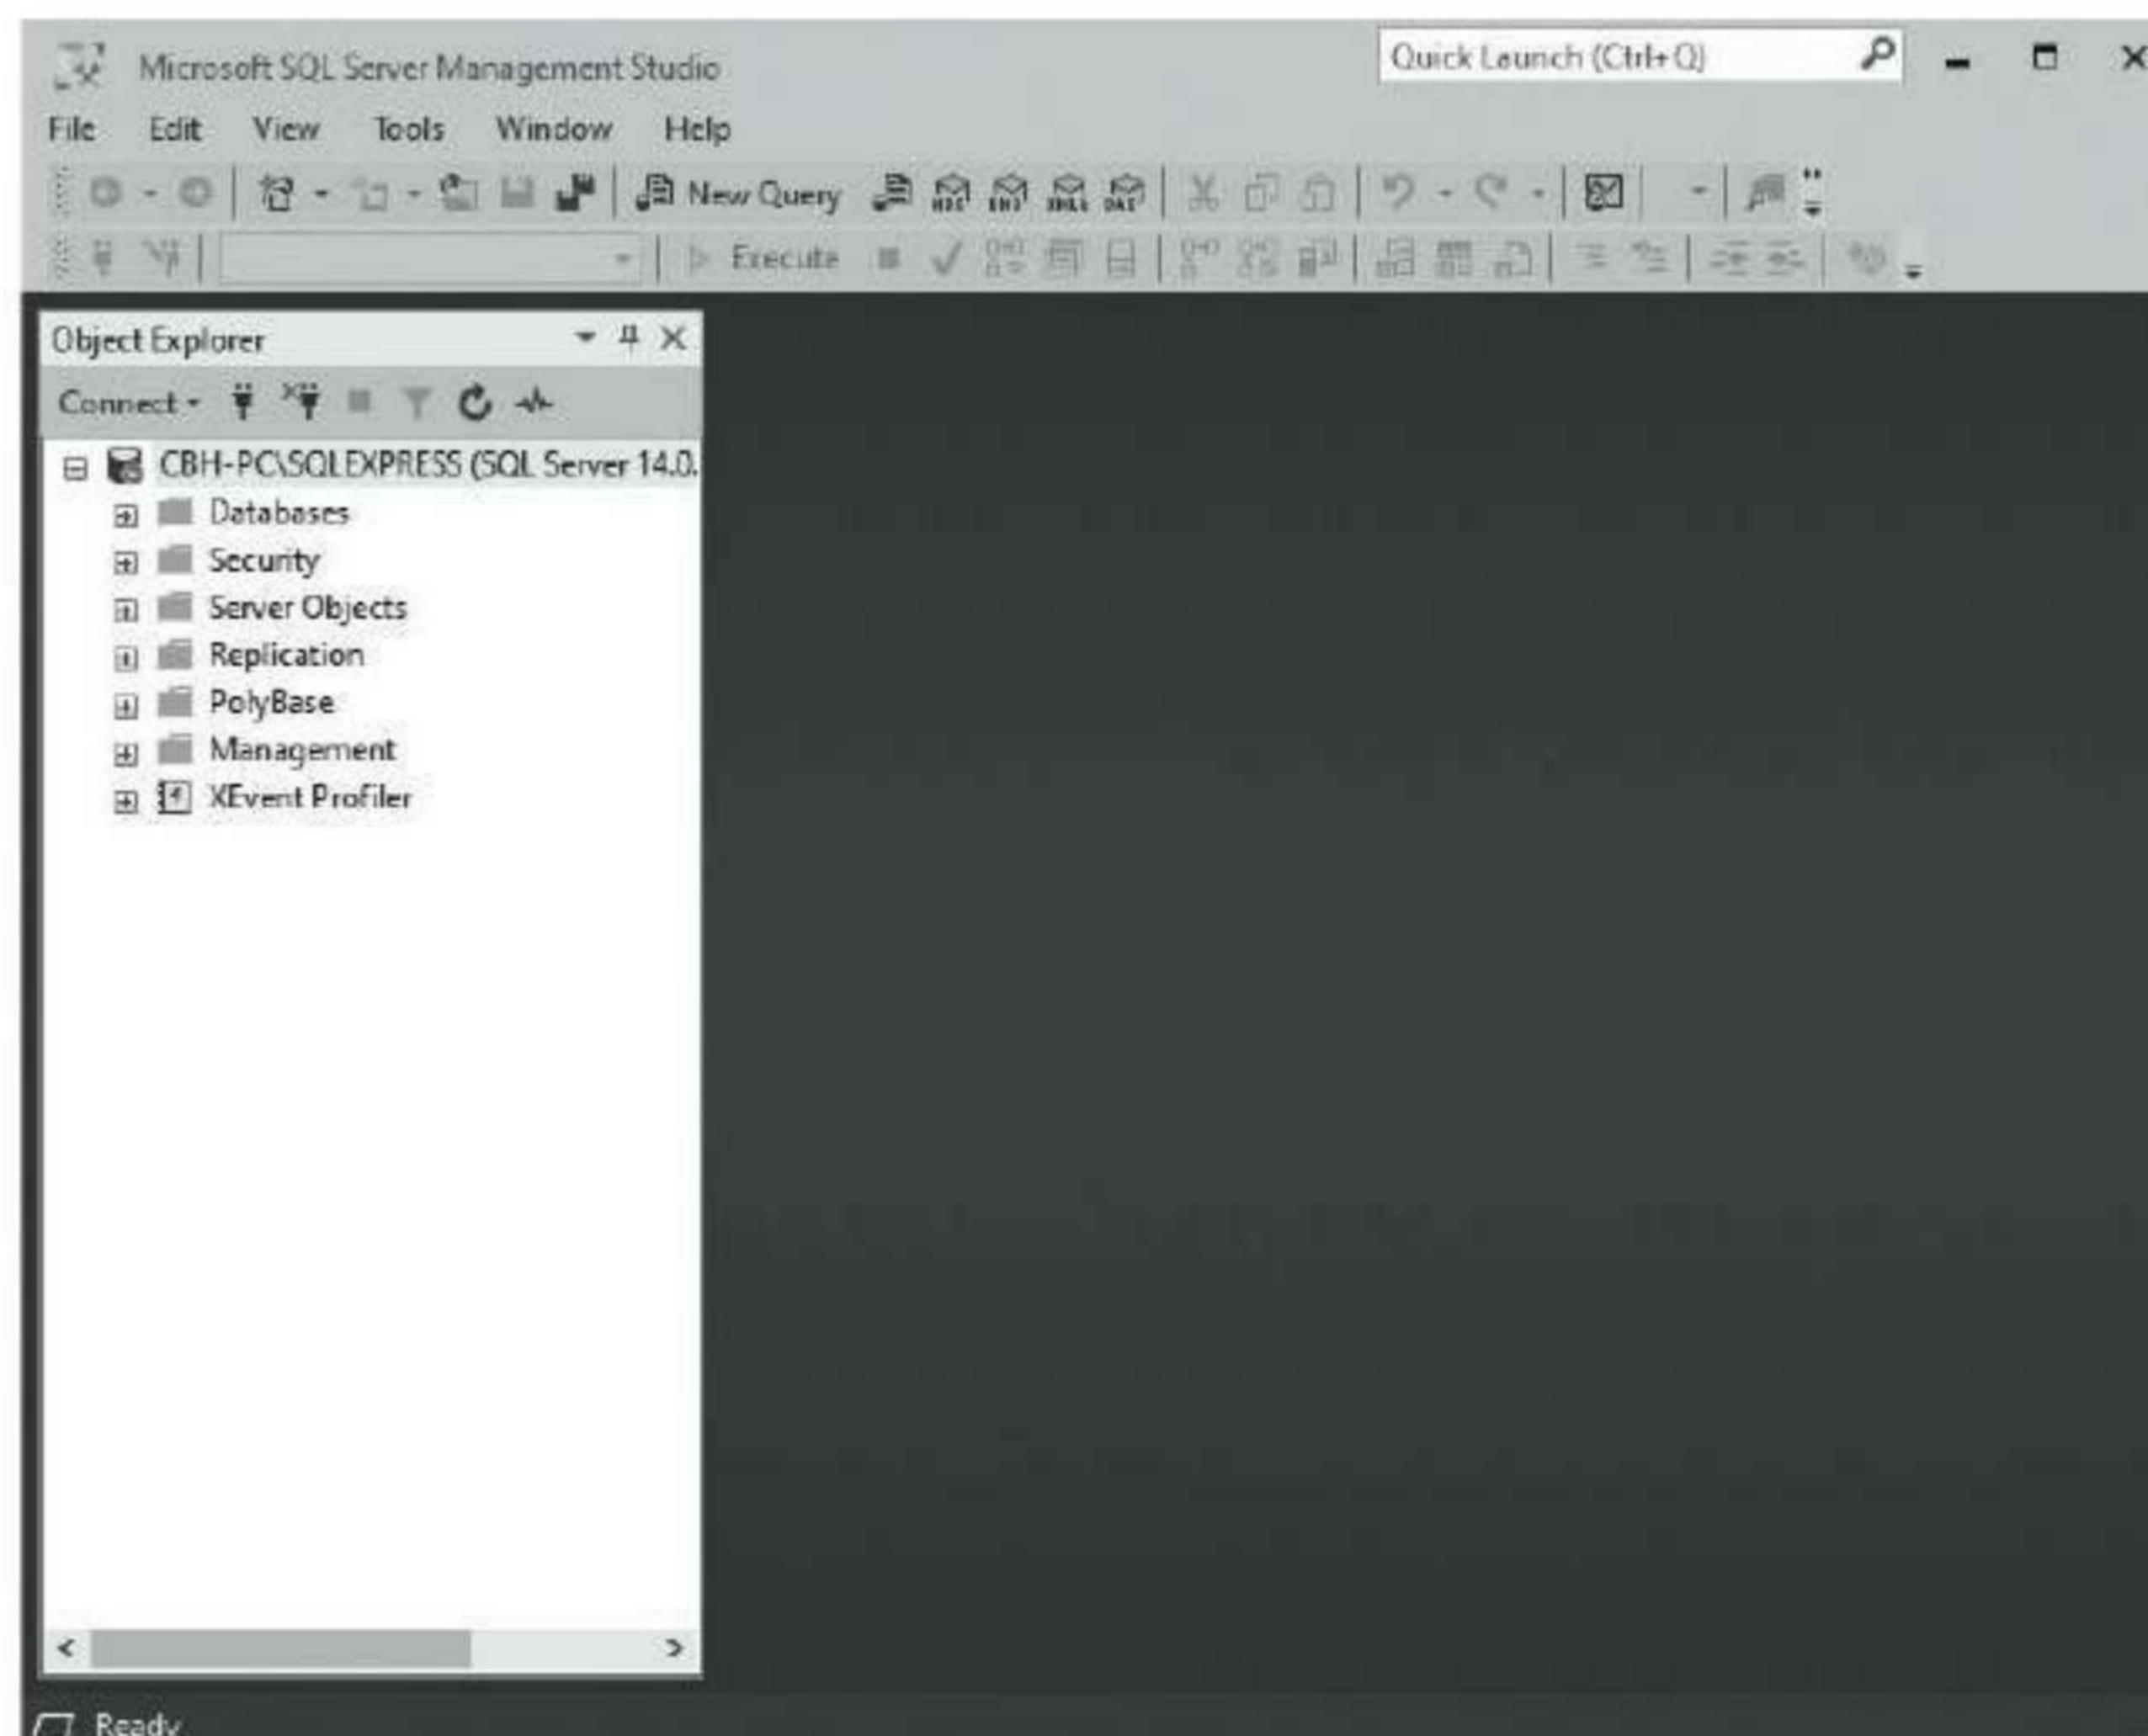 Microsoft SQL Server Management Studio
Quick Launch (Ctrl+Q)
File Edit View Tools Window Help
New Query
Execute
Object Explorer
Connect
CBH-PC\SQLEXPRESS (SQL Server 14.0.
Databases
Security
Server Objects
Replication
PolyBase
Management
XEvent Profiler
Ready